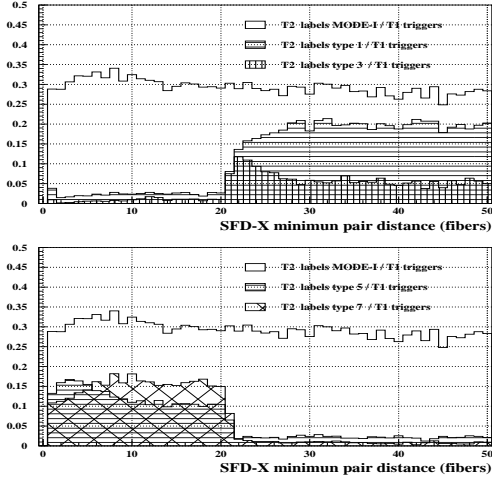 0.5
0.45
0.4
0.35
0.3
0.25
0.2
0.15
0.1
0.05
0
T2 labels MODE-I / T1 triggers
T2 labels type 1 / T1 triggers
T2 labels type 3 / T1 triggers
0 10 20 30 40 50
SFD-X minimun pair distance (fibers)
0.5
0.45
0.4
0.35
0.3
0.25
0.2
0.15
0.1
0.05
0
T2 labels MODE-I / T1 triggers
T2 labels type 5 / T1 triggers
T2 labels type 7 / T1 triggers
0 10 20 30 40 50
SFD-X minimun pair distance (fibers)